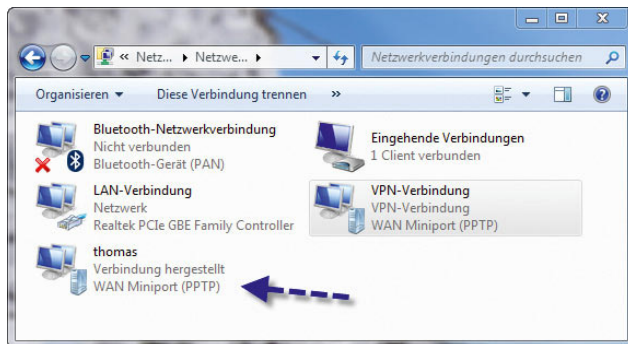 « Netz... Netzwe...
Netzwerkverbindungen durchsuchen
Organisieren Diese Verbindung trennen »
Bluetooth-Netzwerkverbindung
Nicht verbunden
Bluetooth-Gerät (PAN)
Eingehende Verbindungen
1 Client verbunden
LAN-Verbindung
Netzwerk
Realtek PCIe GBE Family Controller
VPN-Verbindung
VPN-Verbindung
WAN Miniport (PPTP)
thomas
Verbindung hergestellt
WAN Miniport (PPTP)